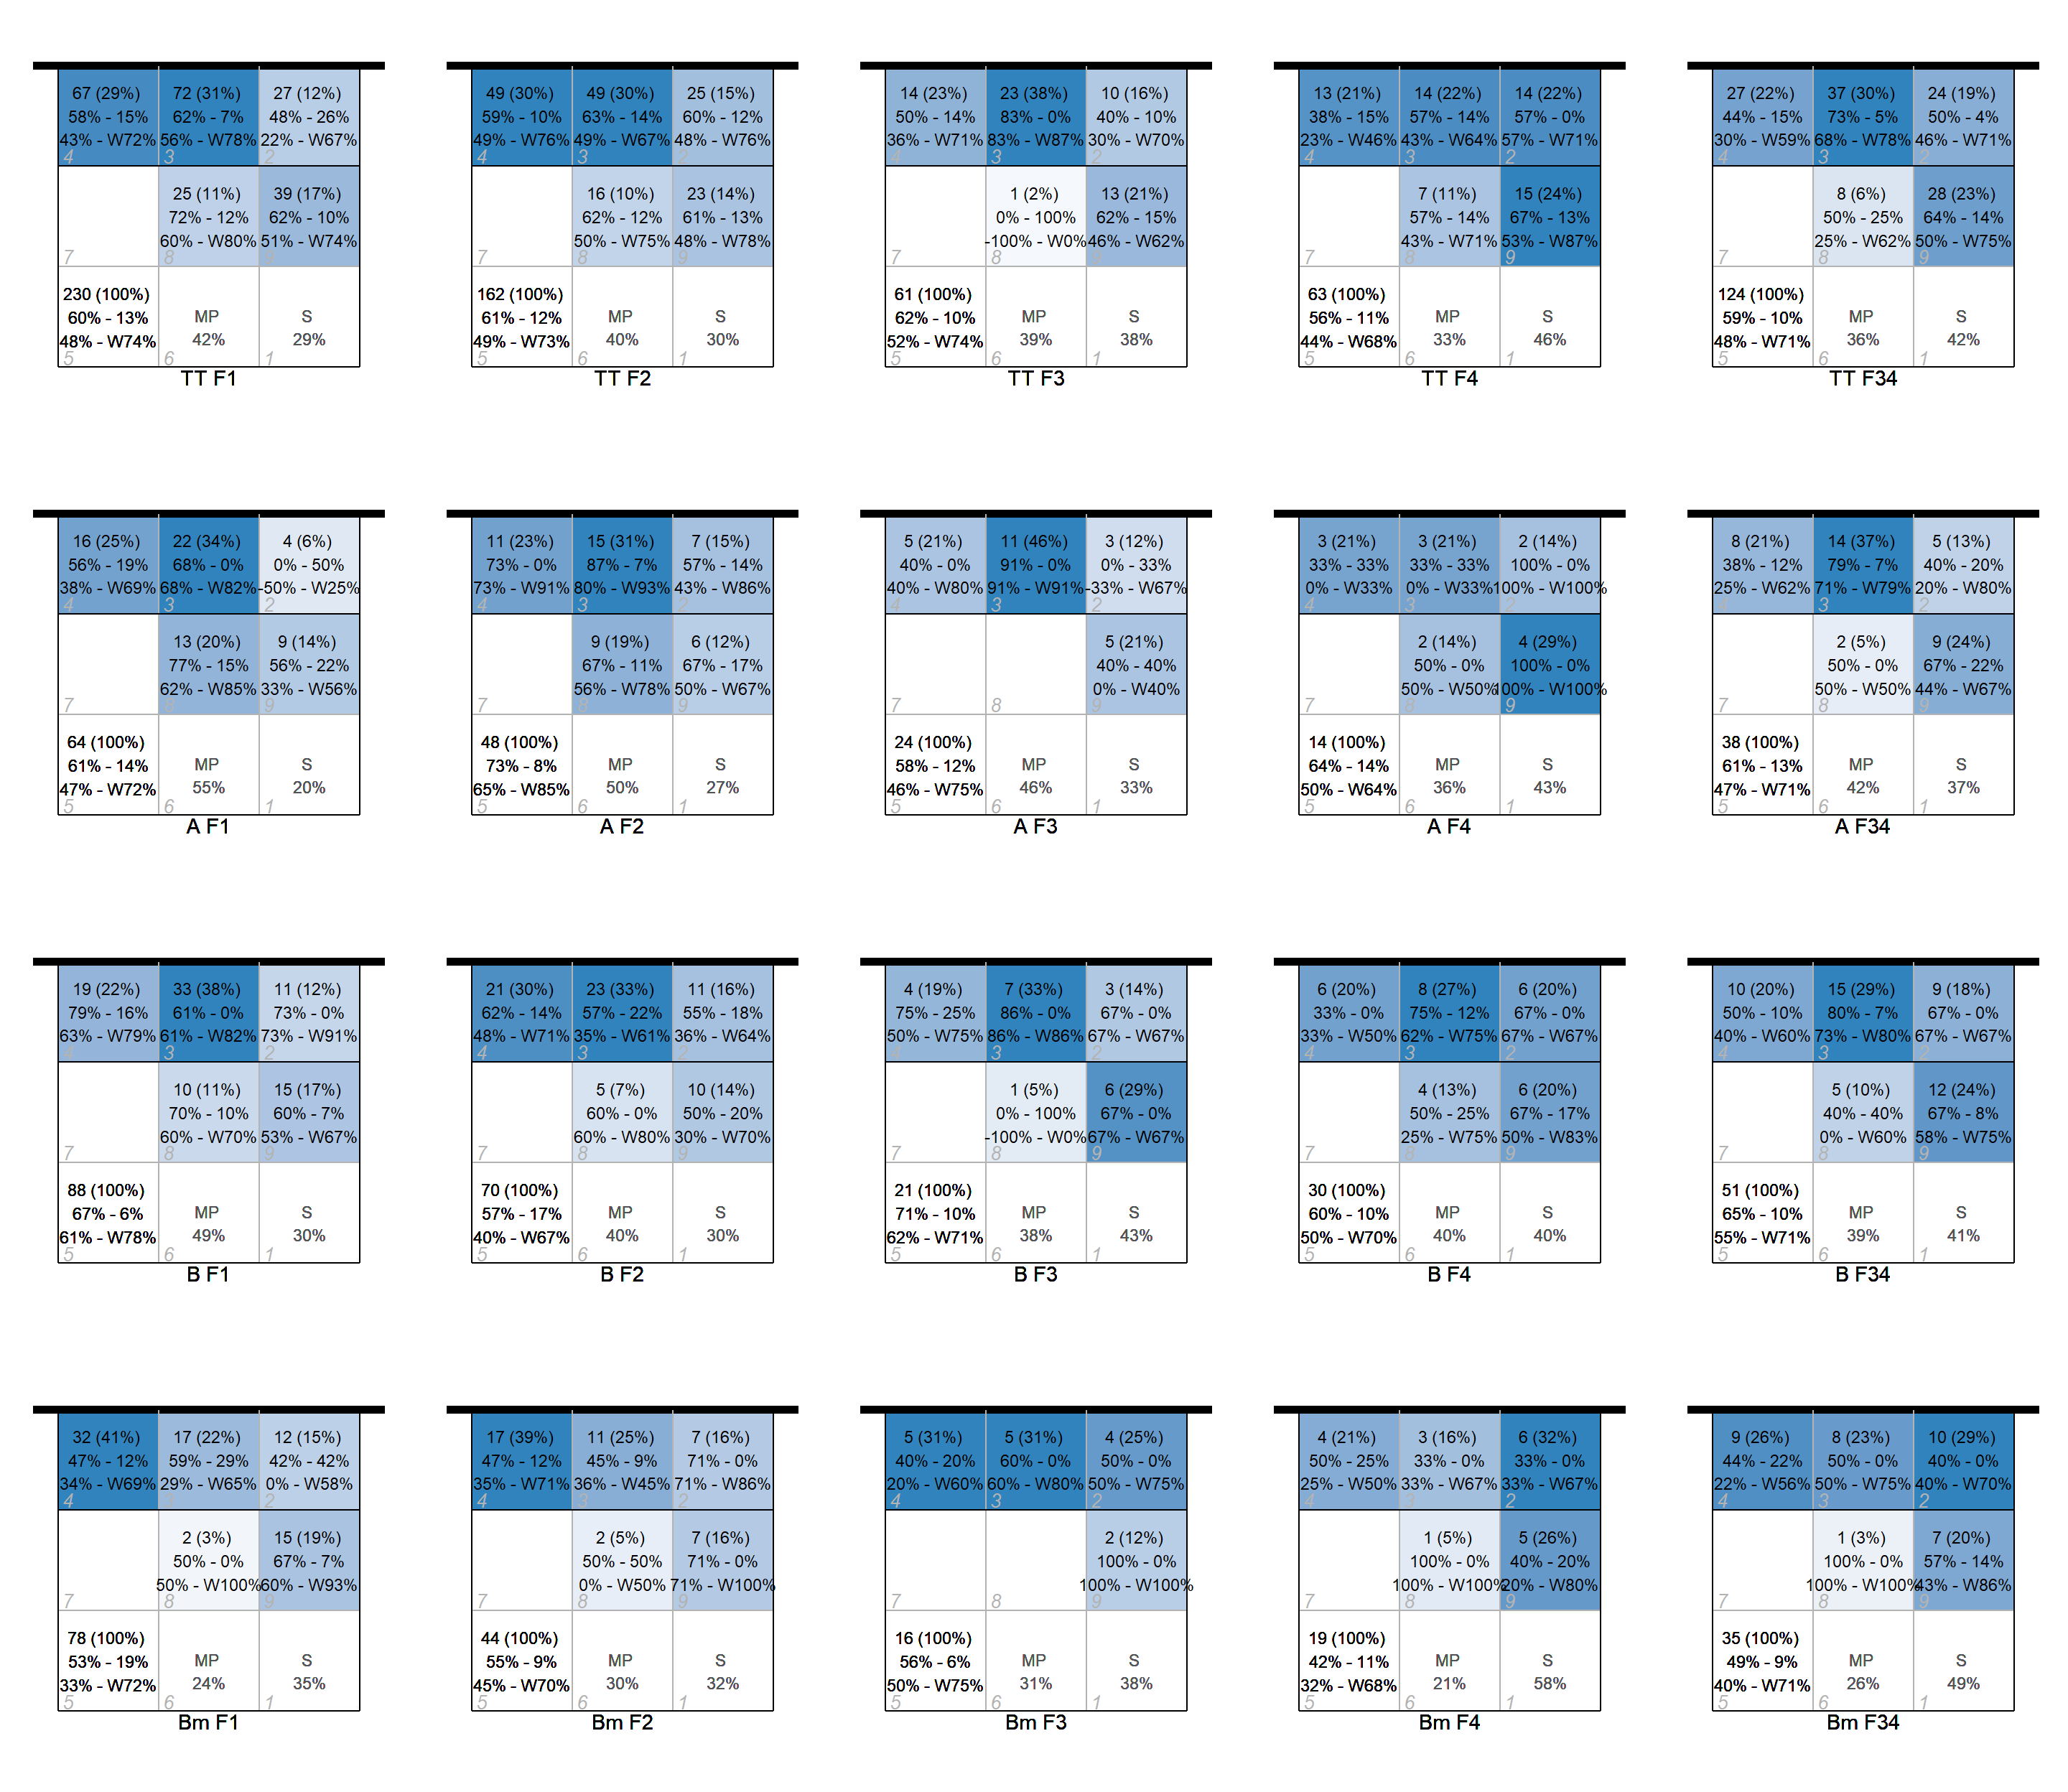 67 (29%)
58% - 15%
43% - W72%
4
72 (31%)
62% - 7%
56% - W78%
3
27 (12%)
48% - 26%
22% - W67%
2
7
25 (11%)
72% - 12%
60% - W80%
8
39 (17%)
62% - 10%
51% - W74%
230 (100%)
60% - 13%
48% - W74%
5
MP
42%
6
S
29%
1
TT F1
49 (30%)
59% - 10%
49% - W76%
4
49 (30%)
63% - 14%
49% - W67%
3
25 (15%)
60% - 12%
48% - W76%
2
7
16 (10%)
62% - 12%
50% - W75%
8
23 (14%)
61% - 13%
48% - W78%
9
162 (100%)
61% - 12%
49% - W73%
5
MP
40%
6
S
30%
1
TT F2
14 (23%)
50% - 14%
36% - W71%
4
23 (38%)
83% - 0%
83% - W87%
3
10 (16%)
40% - 10%
30% - W70%
2
7
1 (2%)
0% - 100%
-100% - W0%
8
13 (21%)
62% - 15%
46% - W62%
61 (100%)
62% - 10%
52% - W74%
5
MP
39%
6
S
38%
1
TT F3
13 (21%)
38% - 15%
23% - W46%
4
14 (22%)
57% - 14%
43% - W64%
3
14 (22%)
57% - 0%
57% - W71%
2
7
7 (11%)
57% - 14%
43% - W71%
8
15 (24%)
67% - 13%
53% - W87%
9
63 (100%)
56% - 11%
44% - W68%
5
MP
33%
6
S
46%
1
TT F4
27 (22%)
44% - 15%
30% - W59%
4
37 (30%)
73% - 5%
68% - W78%
3
24 (19%)
50% - 4%
46% - W71%
2
7
8 (6%)
50% - 25%
25% - W62%
8
28 (23%)
64% - 14%
50% - W75%
9
124 (100%)
59% - 10%
48% - W71%
5
MP
36%
6
S
42%
1
TT F34
16 (25%)
56% - 19%
38% - W69%
4
22 (34%)
68% - 0%
68% - W82%
3
4 (6%)
0% - 50%
-50% - W25%
2
7
13 (20%)
77% - 15%
62% - W85%
8
9 (14%)
56% - 22%
33% - W56%
9
64 (100%)
61% - 14%
47% - W72%
5
MP
55%
6
S
20%
1
A F1
11 (23%)
73% - 0%
73% - W91%
4
15 (31%)
87% - 7%
80% - W93%
3
7 (15%)
57% - 14%
43% - W86%
2
7
9 (19%)
67% - 11%
56% - W78%
8
6 (12%)
67% - 17%
50% - W67%
9
48 (100%)
73% - 8%
65% - W85%
5
MP
50%
6
S
27%
1
A F2
5 (21%)
40% - 0%
40% - W80%
4
11 (46%)
91% - 0%
91% - W91%
3
3 (12%)
0% - 33%
-33% - W67%
2
7
8
5 (21%)
40% - 40%
0% - W40%
9
24 (100%)
58% - 12%
46% - W75%
5
MP
46%
6
S
33%
1
A F3
3 (21%)
33% - 33%
0% - W33%
4
3 (21%)
33% - 33%
0% - W33%
3
2 (14%)
100% - 0%
100% - W100%
2
7
2 (14%)
50% - 0%
50% - W50%
8
4 (29%)
100% - 0%
100% - W100%
9
14 (100%)
64% - 14%
50% - W64%
5
MP
36%
6
S
43%
1
A F4
8 (21%)
38% - 12%
25% - W62%
4
14 (37%)
79% - 7%
71% - W79%
3
5 (13%)
40% - 20%
20% - W80%
2
7
2 (5%)
50% - 0%
50% - W50%
8
9 (24%)
67% - 22%
44% - W67%
9
38 (100%)
61% - 13%
47% - W71%
5
MP
42%
6
S
37%
1
A F34
19 (22%)
79% - 16%
63% - W79%
33 (38%)
61% - 0%
61% - W82%
3
11 (12%)
73% - 0%
73% - W91%
2
7
10 (11%)
70% - 10%
60% - W70%
8
15 (17%)
60% - 7%
53% - W67%
9
88 (100%)
67% - 6%
61% - W78%
5
MP
49%
6
S
30%
1
B F1
21 (30%)
62% - 14%
48% - W71%
4
23 (33%)
57% - 22%
35% - W61%
3
11 (16%)
55% - 18%
36% - W64%
2
7
5 (7%)
60% - 0%
60% - W80%
8
10 (14%)
50% - 20%
30% - W70%
9
70 (100%)
57% - 17%
40% - W67%
5
MP
40%
6
S
30%
1
B F2
4 (19%)
75% - 25%
50% - W75%
7 (33%)
86% - 0%
86% - W86%
3
3 (14%)
67% - 0%
67% - W67%
2
7
1 (5%)
0% - 100%
-100% - W0%
8
6 (29%)
67% - 0%
67% - W67%
9
21 (100%)
71% - 10%
62% - W71%
5
MP
38%
6
S
43%
1
B F3
6 (20%)
33% - 0%
33% - W50%
4
8 (27%)
75% - 12%
62% - W75%
3
6 (20%)
67% - 0%
67% - W67%
2
7
4 (13%)
50% - 25%
25% - W75%
8
6 (20%)
67% - 17%
50% - W83%
9
30 (100%)
60% - 10%
50% - W70%
5
MP
40%
6
S
40%
1
B F4
10 (20%)
50% - 10%
40% - W60%
4
15 (29%)
80% - 7%
73% - W80%
3
9 (18%)
67% - 0%
67% - W67%
2
7
5 (10%)
40% - 40%
0% - W60%
8
12 (24%)
67% - 8%
58% - W75%
9
51 (100%)
65% - 10%
55% - W71%
5
MP
39%
6
S
41%
1
B F34
32 (41%)
47% - 12%
34% - W69%
4
17 (22%)
59% - 29%
29% - W65%
12 (15%)
42% - 42%
0% - W58%
2
7
2 (3%)
50% - 0%
50% - W100%
8
15 (19%)
67% - 7%
60% - W93%
9
78 (100%)
53% - 19%
33% - W72%
5
MP
24%
6
S
35%
1
Bm F1
17 (39%)
47% - 12%
35% - W71%
4
11 (25%)
45% - 9%
36% - W45%
3
7 (16%)
71% - 0%
71% - W86%
2
7
2 (5%)
50% - 50%
0% - W50%
8
7 (16%)
71% - 0%
71% - W100%
9
44 (100%)
55% - 9%
45% - W70%
5
MP
30%
6
S
32%
1
Bm F2
5 (31%)
40% - 20%
20% - W60%
4
5 (31%)
60% - 0%
60% - W80%
3
4 (25%)
50% - 0%
50% - W75%
2
7
8
2 (12%)
100% - 0%
100% - W100%
9
16 (100%)
56% - 6%
50% - W75%
5
MP
31%
6
S
38%
1
Bm F3
4 (21%)
50% - 25%
25% - W50%
4
3 (16%)
33% - 0%
33% - W67%
3
6 (32%)
33% - 0%
33% - W67%
2
7
1 (5%)
100% - 0%
100% - W100%
8
5 (26%)
40% - 20%
20% - W80%
9
19 (100%)
42% - 11%
32% - W68%
5
MP
21%
6
S
58%
1
Bm F4
9 (26%)
44% - 22%
22% - W56%
4
8 (23%)
50% - 0%
50% - W75%
3
10 (29%)
40% - 0%
40% - W70%
2
7
1 (3%)
100% - 0%
100% - W100%
8
7 (20%)
57% - 14%
43% - W86%
9
35 (100%)
49% - 9%
40% - W71%
5
MP
26%
6
S
49%
1
Bm F34